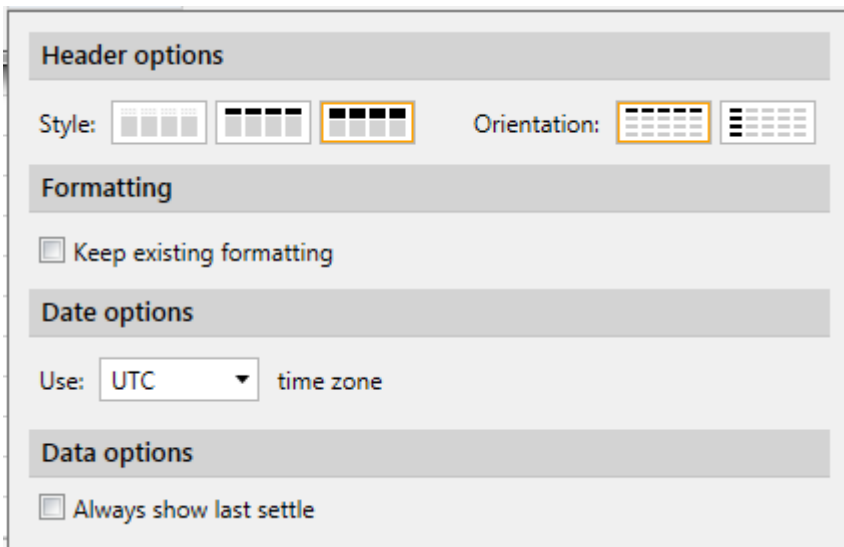 Header options
Style: Orientation:
Formatting
Keep existing formatting
Date options
Use: UTC time zone
Data options
Always show last settle